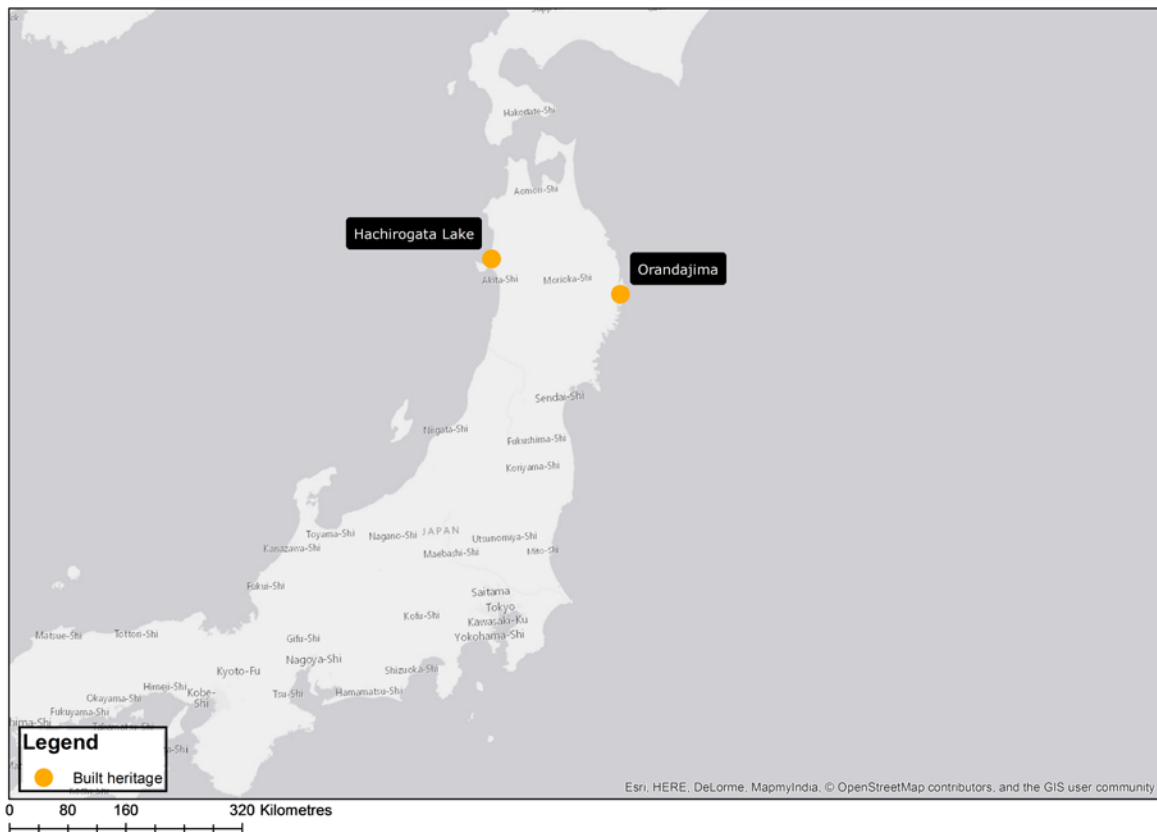 Hakodate-Shi
Aomori-Shi
Hachirogata Lake
Orandajima
Akita-Shi
Morioka-Shi
Sendai-Shi
Niigata-Shi
Fukushima-Shi
Koriyama-Shi
JAPAN
Toyama-Shi
Nagano-Shi
Utsunomiya-Shi
Kanazawa-Shi
Maebashi-Shi
Mito-Shi
Fukui-Shi
Saitama
Tokyo
Kofu-Shi
Kawasaki-Ku
Matsue-Shi
Tottori-Shi
Gifu-Shi
Yokohama-Shi
Nagoya-Shi
Kyoto-Fu
Shizuoka-Shi
Himeji-Shi
Kobe-
Shi
Tsu-Shi
Hamamatsu-Shi
Okayama-Shi
Fukuyama-Shi
hima-Shi
Legend
Built heritage
Esri, HERE, DeLorme, MapmyIndia, © OpenStreetMap contributors, and the GIS user community
0 80 160 320 Kilometres